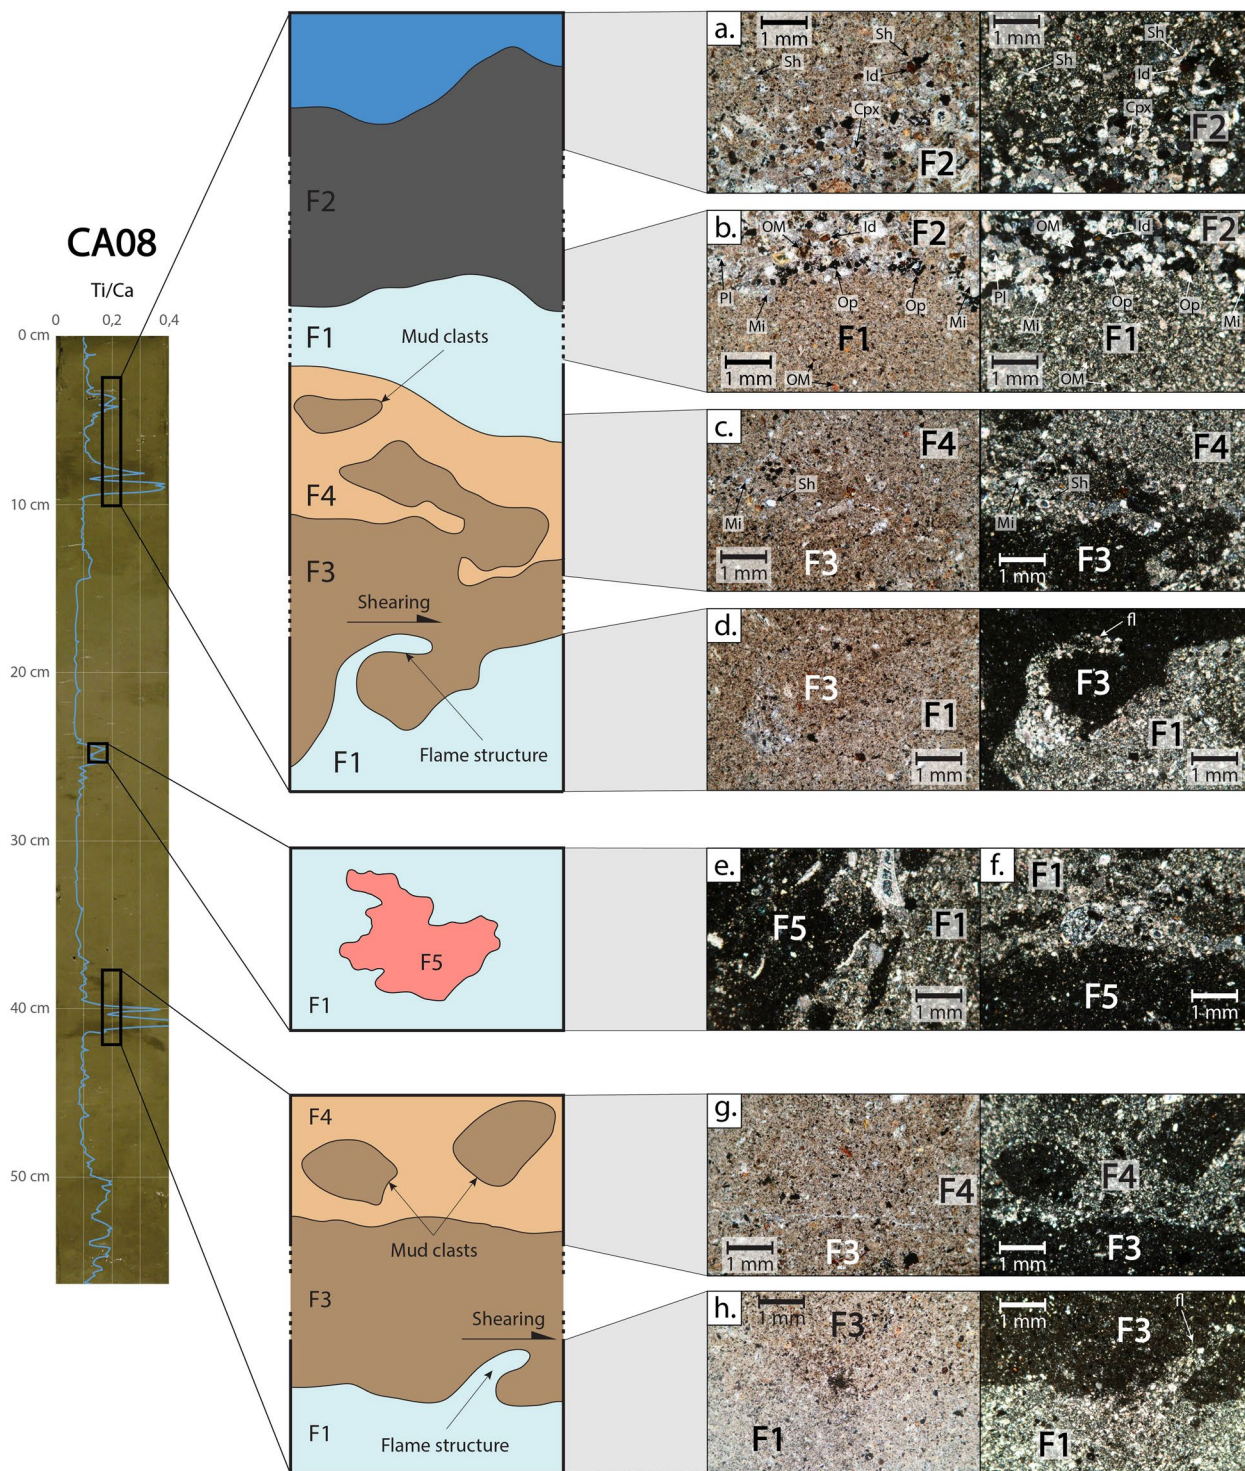 CA08
Ti/Ca
0
0,2
0,4
0 cm
10 cm
20 cm
30 cm
40 cm
50 cm
F2
F1
Mud clasts
F4
F3
Shearing
Flame structure
F1
F5
F1
F4
Mud clasts
F3
Shearing
Flame structure
F1
a.
1 mm
Sh
Sh
Id
Cpx
F2
1 mm
Sh
Sh
Id
Cpx
F2
b.
OM
Id
F2
Pl
Mi
Op
Op
Mi
F1
1 mm
OM
OM
Id
F2
Pl
Mi
Op
Op
Mi
F1
1 mm
OM
c.
F4
Sh
Mi
1 mm
F3
F4
Sh
Mi
1 mm
F3
d.
F3
F1
1 mm
fl
F3
F1
1 mm
e.
F5
F1
1 mm
f.
F1
F5
1 mm
g.
F4
1 mm
F3
F4
1 mm
F3
h.
1 mm
F3
F1
1 mm
fl
F3
F1